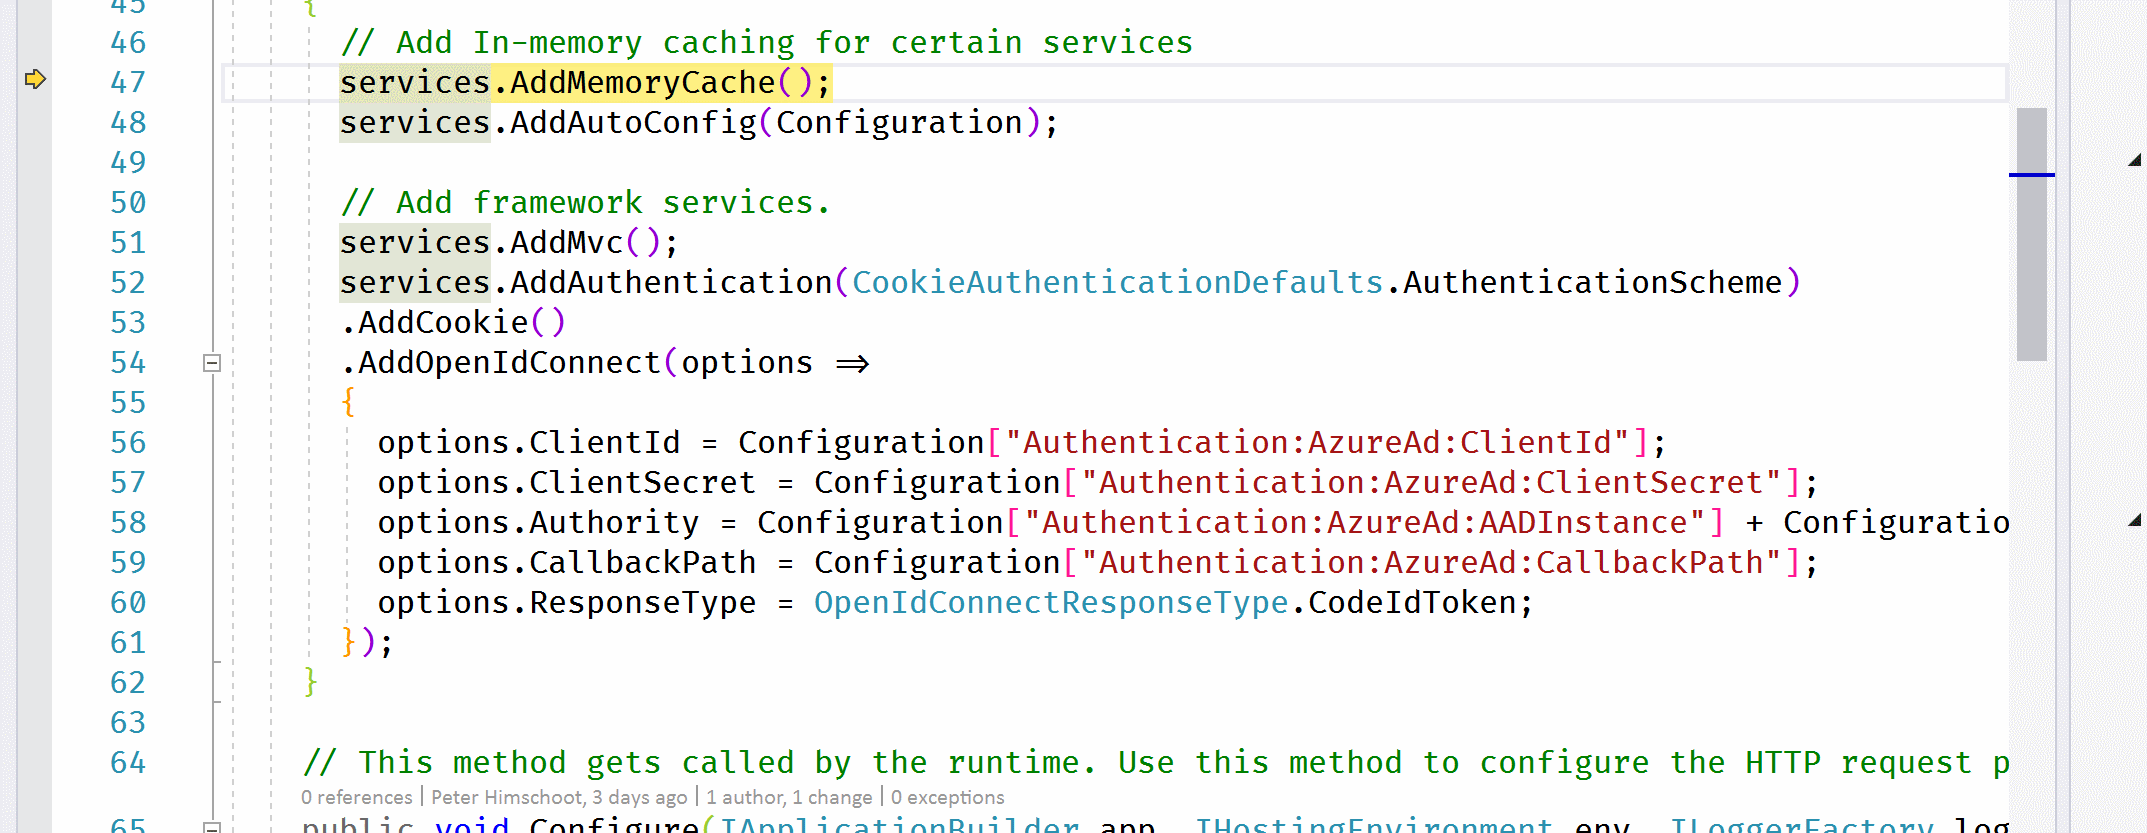 45 {
46 // Add In-memory caching for certain services
47 services.AddMemoryCache();
48 services.AddAutoConfig(Configuration);
49
50 // Add framework services.
51 services.AddMvc();
52 services.AddAuthentication(CookieAuthenticationDefaults.AuthenticationScheme)
53 .AddCookie()
54 .AddOpenIdConnect(options =>
55 {
56 options.ClientId = Configuration["Authentication:AzureAd:ClientId"];
57 options.ClientSecret = Configuration["Authentication:AzureAd:ClientSecret"];
58 options.Authority = Configuration["Authentication:AzureAd:AADInstance"] + Configuratio
59 options.CallbackPath = Configuration["Authentication:AzureAd:CallbackPath"];
60 options.ResponseType = OpenIdConnectResponseType.CodeIdToken;
61 });
62 }
63
64 // This method gets called by the runtime. Use this method to configure the HTTP request p
0 references | Peter Himschoot, 3 days ago | 1 author, 1 change | 0 exceptions
65 public void Configure(IApplicationBuilder app, IHostingEnvironment env, ILoggerFactory log